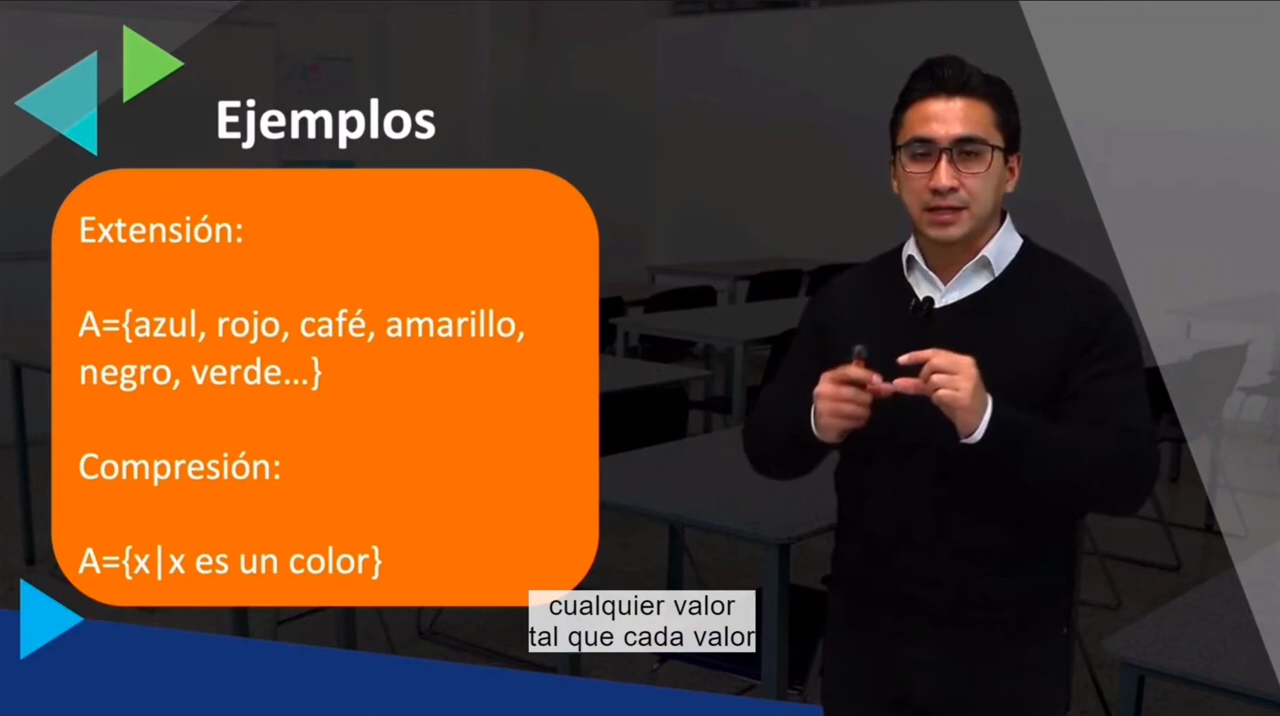 Ejemplos
Extensión:
A={azul, rojo, café, amarillo,
negro, verde...}
Compresión:
A={x|x es un color}
cualquier valor
tal que cada valor